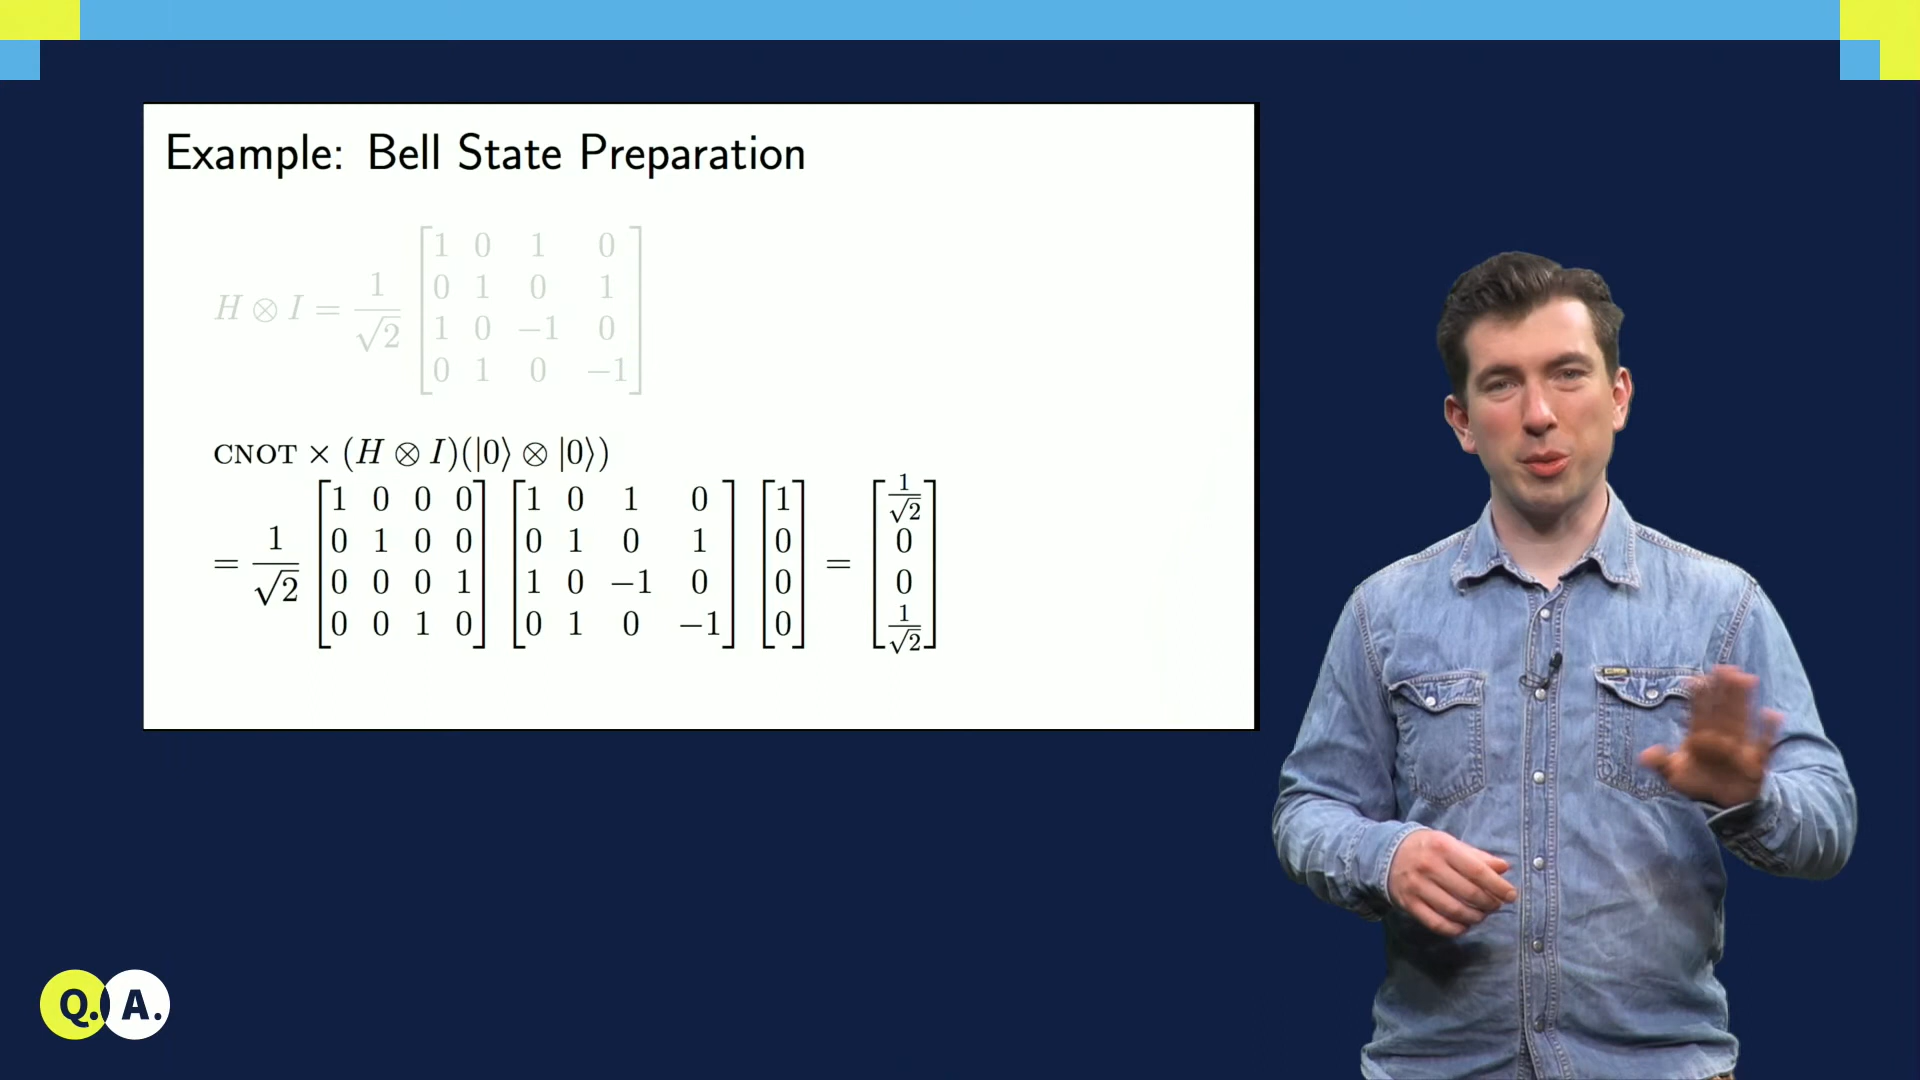 Example: Bell State Preparation
H ⊗ I = 1/√2 [1 0 1 0; 0 1 0 1; 1 0 −1 0; 0 1 0 −1]
CNOT × (H ⊗ I)(|0⟩ ⊗ |0⟩)
= 1/√2 [1 0 0 0; 0 1 0 0; 0 0 0 1; 0 0 1 0] [1 0 1 0; 0 1 0 1; 1 0 −1 0; 0 1 0 −1] [1; 0; 0; 0] = [1/√2; 0; 0; 1/√2]
Q. A.